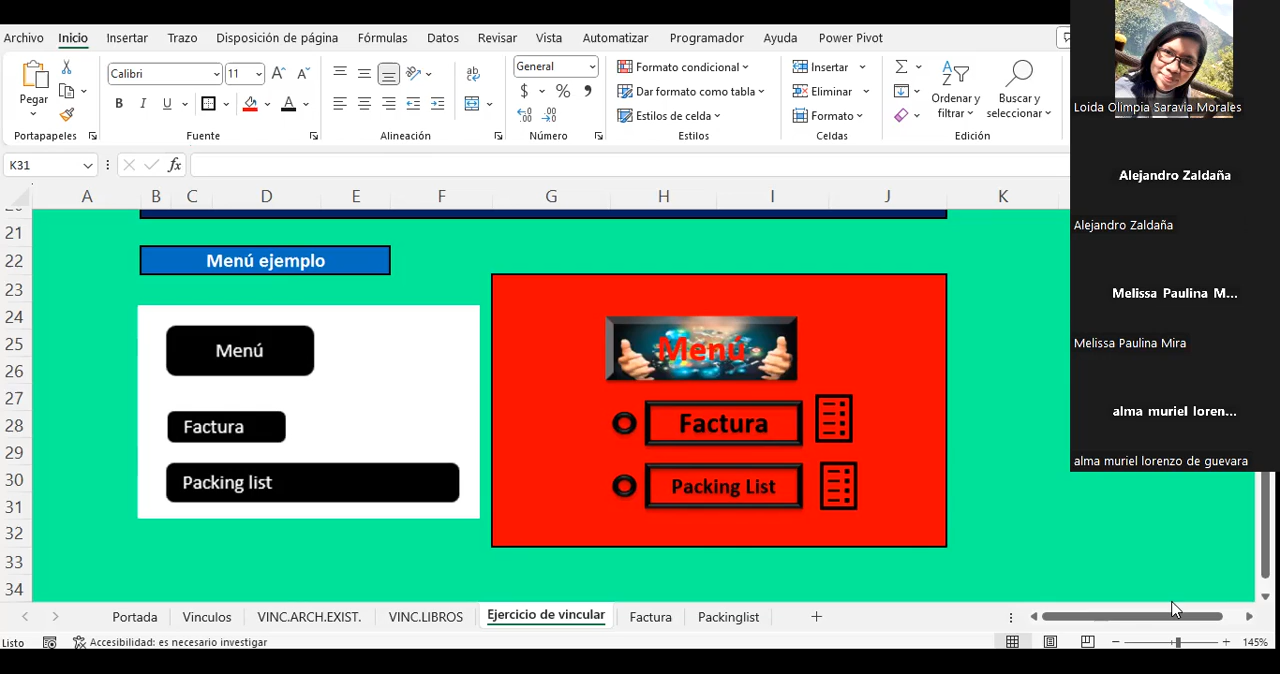 Archivo Inicio Insertar Trazo Disposición de página Fórmulas Datos Revisar Vista Automatizar Programador Ayuda Power Pivot
Pegar
Portapapeles
Calibri 11
N K S A
Fuente
Alineación
General
$ % 000
Número
Formato condicional
Dar formato como tabla
Estilos de celda
Estilos
Insertar
Eliminar
Formato
Celdas
Ordenar y filtrar
Buscar y seleccionar
Edición
K31 fx
A B C D E F G H I J K
21
22
23
24
25
26
27
28
29
30
31
32
33
34
Menú ejemplo
Menú
Factura
Packing list
Menú
Factura
Packing List
Loida Olimpia Saravia Morales
Alejandro Zaldaña
Alejandro Zaldaña
Melissa Paulina M...
Melissa Paulina Mira
alma muriel loren...
alma muriel lorenzo de guevara
Portada Vinculos VINC.ARCH.EXIST. VINC.LIBROS Ejercicio de vincular Factura Packinglist
Listo Accesibilidad: es necesario investigar 145%